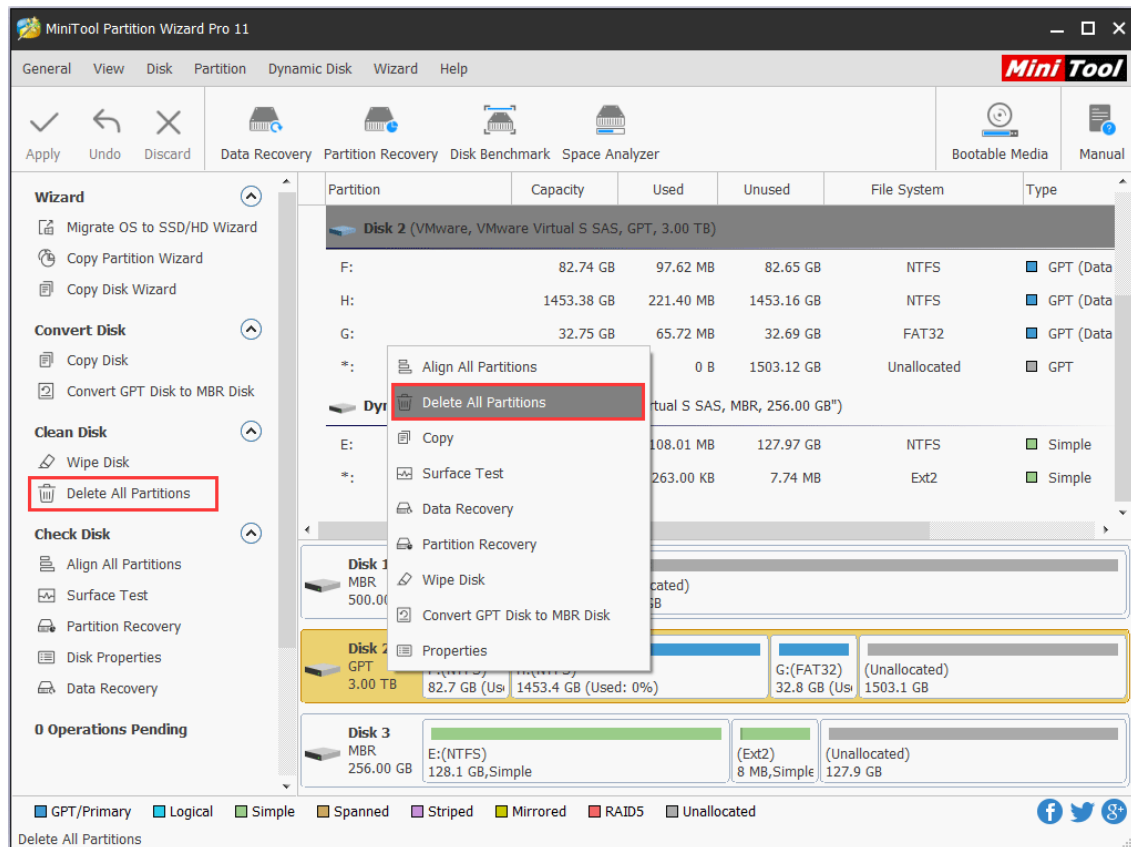 MiniTool Partition Wizard Pro 11
General View Disk Partition Dynamic Disk Wizard Help
Mini Tool
Apply Undo Discard Data Recovery Partition Recovery Disk Benchmark Space Analyzer Bootable Media Manual
Wizard
Migrate OS to SSD/HD Wizard
Copy Partition Wizard
Copy Disk Wizard
Convert Disk
Copy Disk
Convert GPT Disk to MBR Disk
Clean Disk
Wipe Disk
Delete All Partitions
Check Disk
Align All Partitions
Surface Test
Partition Recovery
Disk Properties
Data Recovery
0 Operations Pending
Partition Capacity Used Unused File System Type
Disk 2 (VMware, VMware Virtual S SAS, GPT, 3.00 TB)
F: 82.74 GB 97.62 MB 82.65 GB NTFS GPT (Data
H: 1453.38 GB 221.40 MB 1453.16 GB NTFS GPT (Data
G: 32.75 GB 65.72 MB 32.69 GB FAT32 GPT (Data
*: 0 B 1503.12 GB Unallocated GPT
rtual S SAS, MBR, 256.00 GB")
E: 108.01 MB 127.97 GB NTFS Simple
*: 263.00 KB 7.74 MB Ext2 Simple
Align All Partitions
Delete All Partitions
Copy
Surface Test
Data Recovery
Partition Recovery
Wipe Disk
Convert GPT Disk to MBR Disk
Properties
Disk 1
MBR
500.00
cated)
GB
Disk 2
GPT
3.00 TB
82.7 GB (Us
1453.4 GB (Used: 0%)
G:(FAT32)
32.8 GB (Us
(Unallocated)
1503.1 GB
Disk 3
MBR
256.00 GB
E:(NTFS)
128.1 GB,Simple
(Ext2)
8 MB,Simple
(Unallocated)
127.9 GB
GPT/Primary Logical Simple Spanned Striped Mirrored RAID5 Unallocated
Delete All Partitions